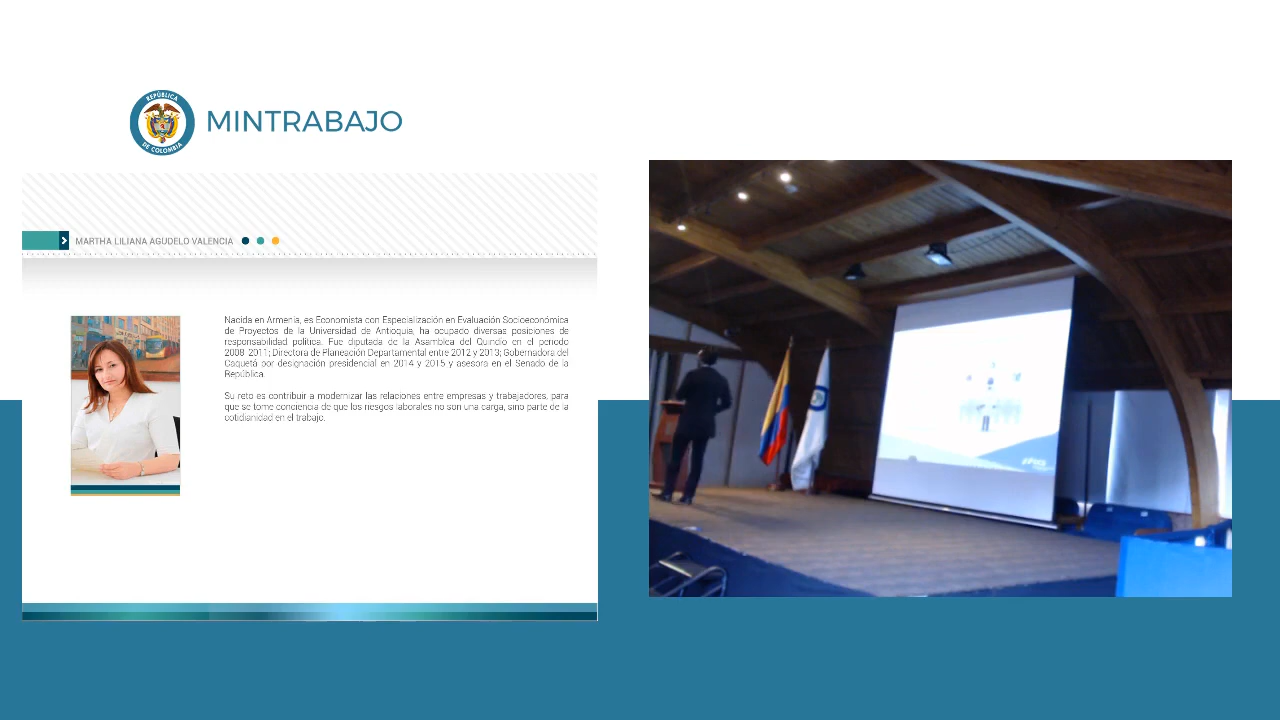 REPÚBLICA
DE COLOMBIA
MINTRABAJO
MARTHA LILIANA AGUDELO VALENCIA
Nacida en Armenia, es Economista con Especialización en Evaluación Socioeconómica
de Proyectos de la Universidad de Antioquia, ha ocupado diversas posiciones de
responsabilidad política. Fue diputada de la Asamblea del Quindío en el periodo
2008-2011; Directora de Planeación Departamental entre 2012 y 2013; Gobernadora del
Caquetá por designación presidencial en 2014 y 2015 y asesora en el Senado de la
República.
Su reto es contribuir a modernizar las relaciones entre empresas y trabajadores, para
que se tome conciencia de que los riesgos laborales no son una carga, sino parte de la
cotidianidad en el trabajo.